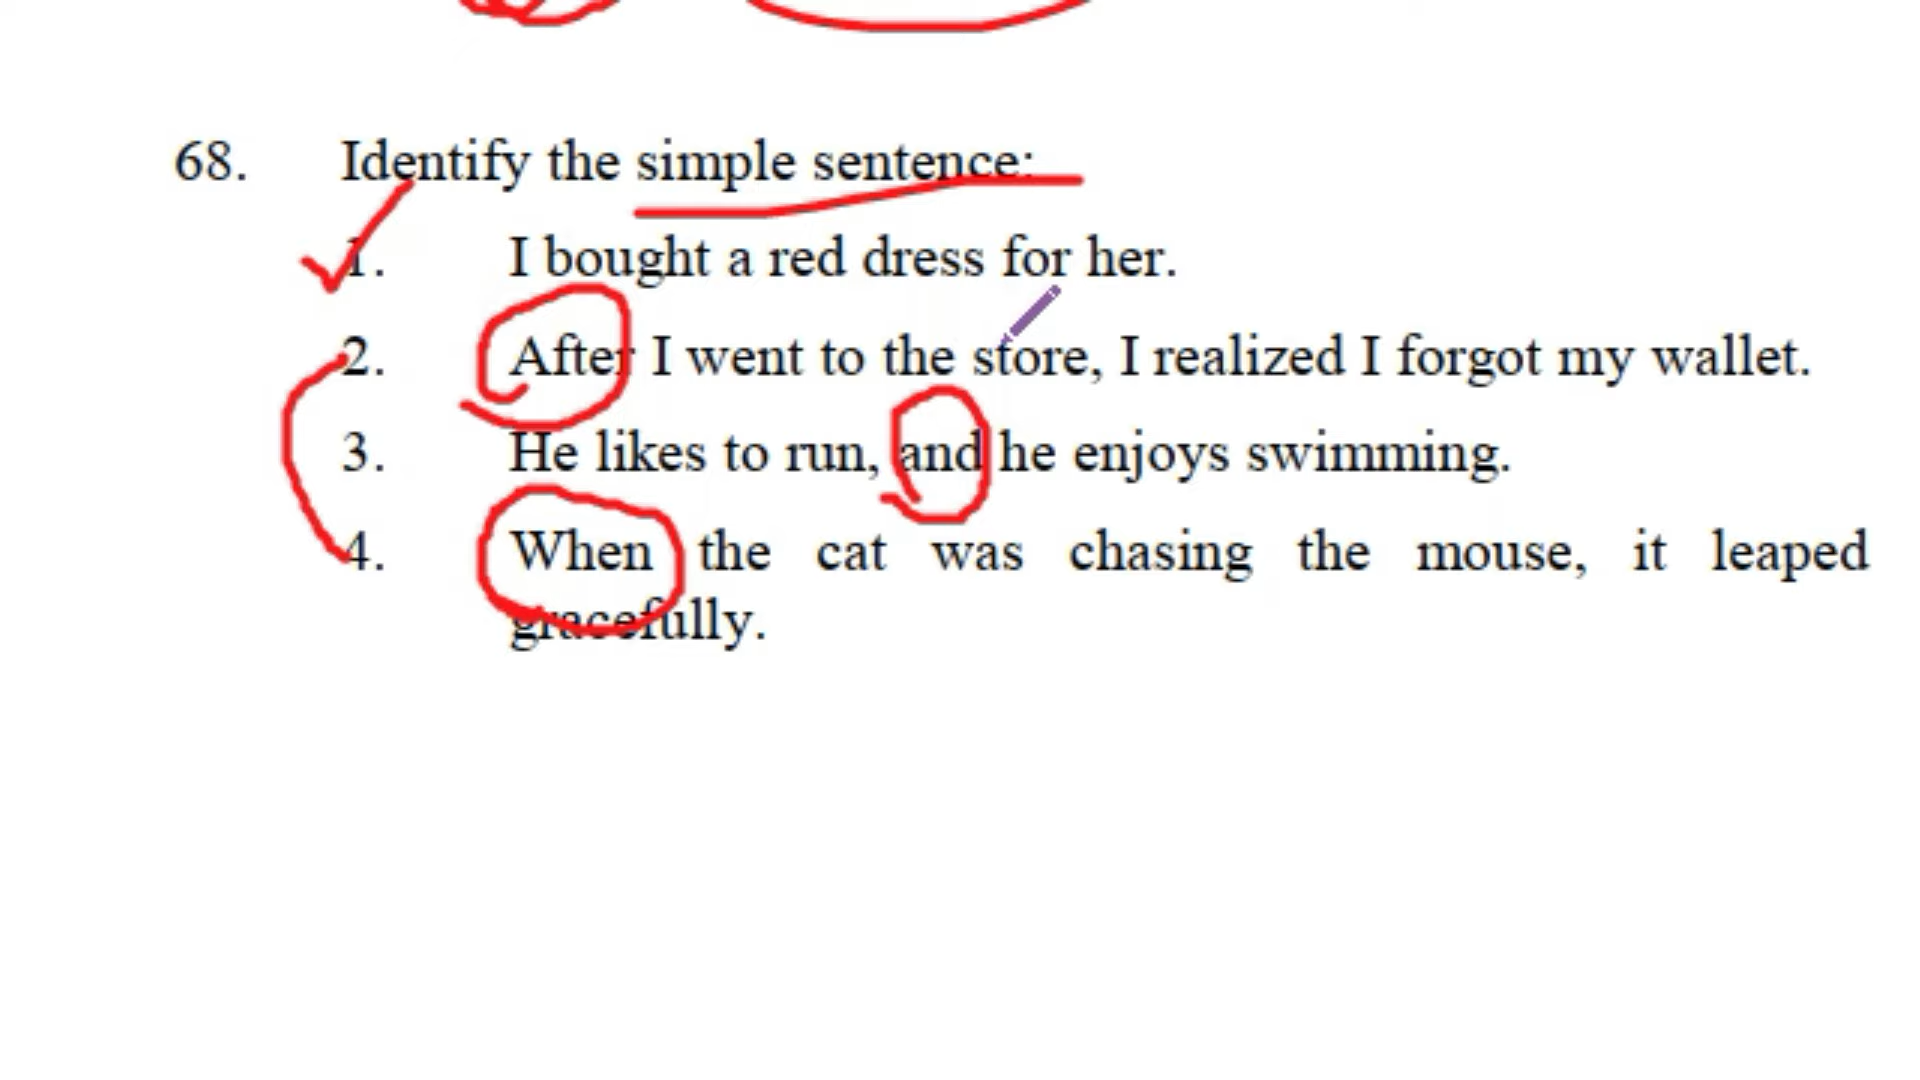 68. Identify the simple sentence:
1. I bought a red dress for her.
2. After I went to the store, I realized I forgot my wallet.
3. He likes to run, and he enjoys swimming.
4. When the cat was chasing the mouse, it leaped
gracefully.